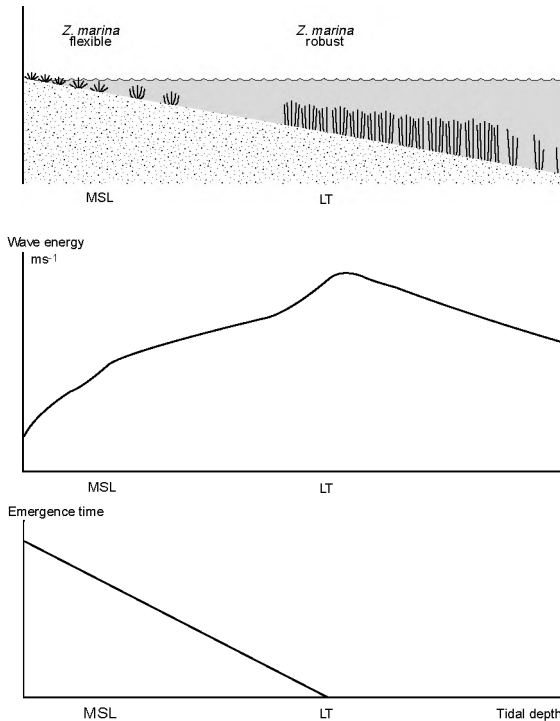 Z. marina
flexible
Z. marina
robust
MSL
LT
Wave energy
ms-1
MSL
LT
Emergence time
MSL
LT
Tidal depth